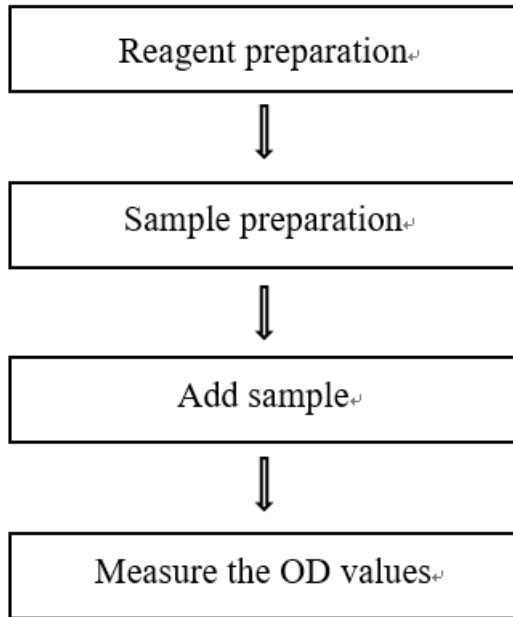 Reagent preparation
Sample preparation
Add sample
Measure the OD values